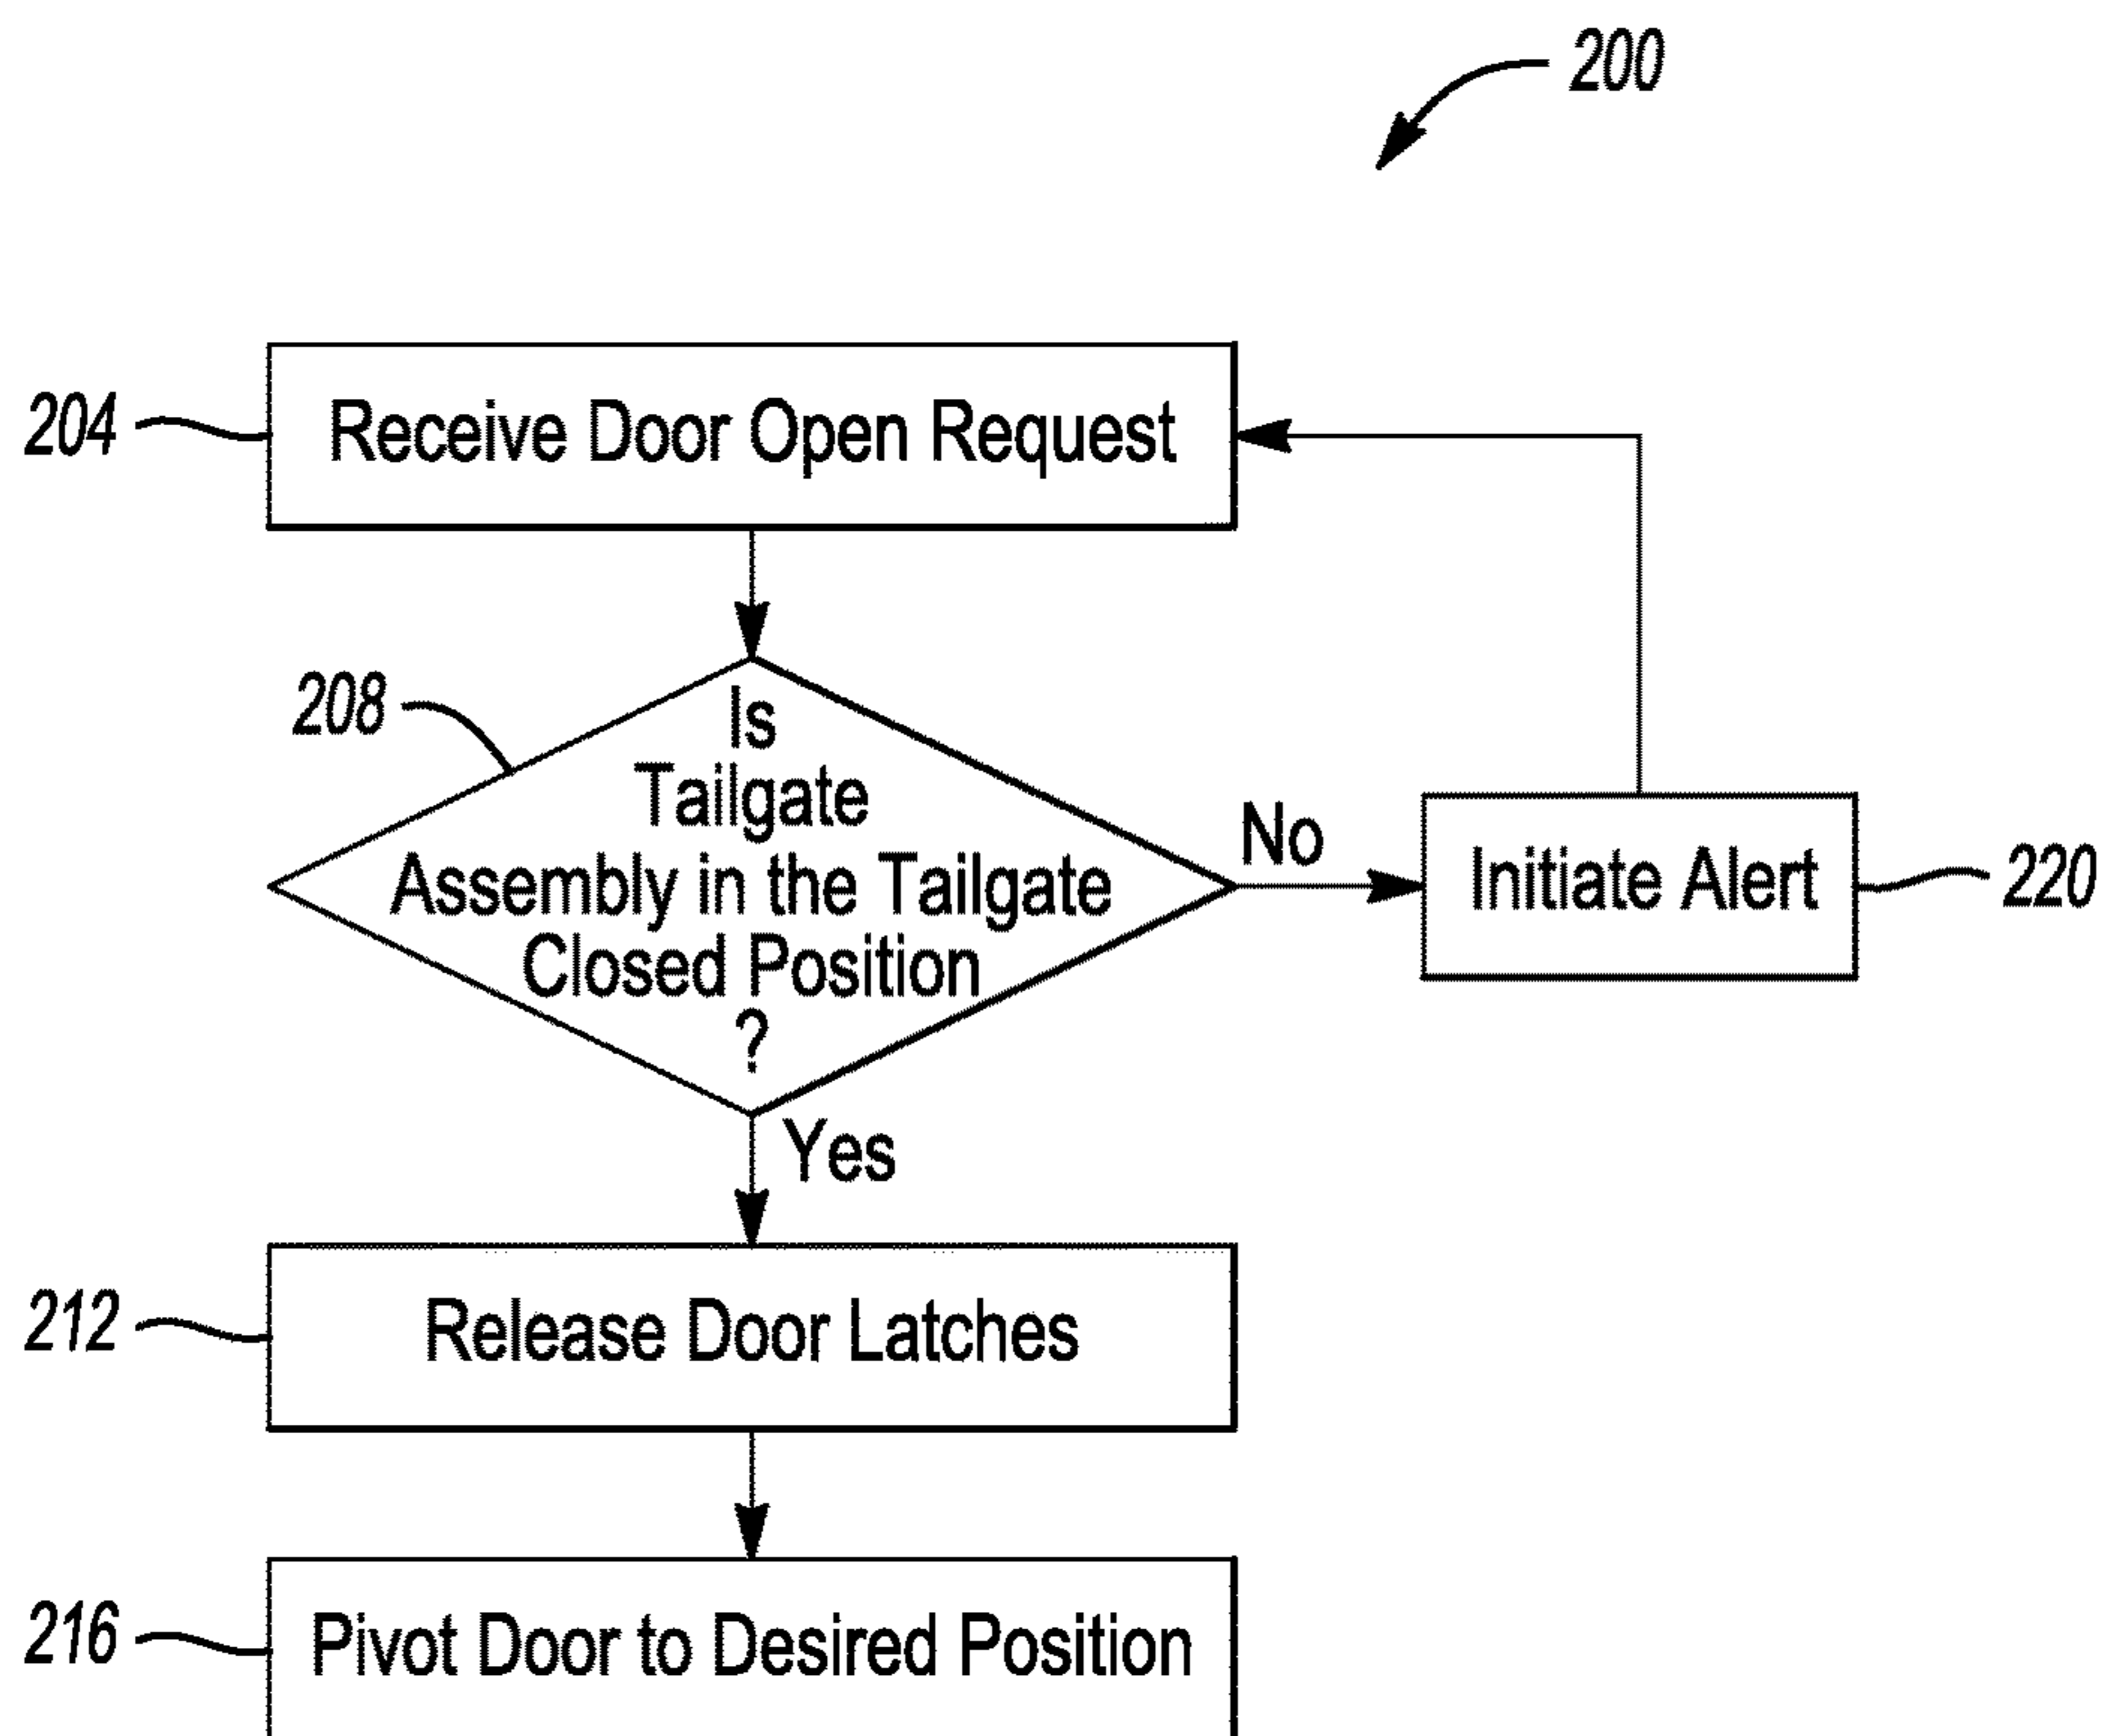 200
204
Receive Door Open Request
208
Is
Tailgate
Assembly in the Tailgate
Closed Position
?
No
Initiate Alert
220
Yes
212
Release Door Latches
216
Pivot Door to Desired Position